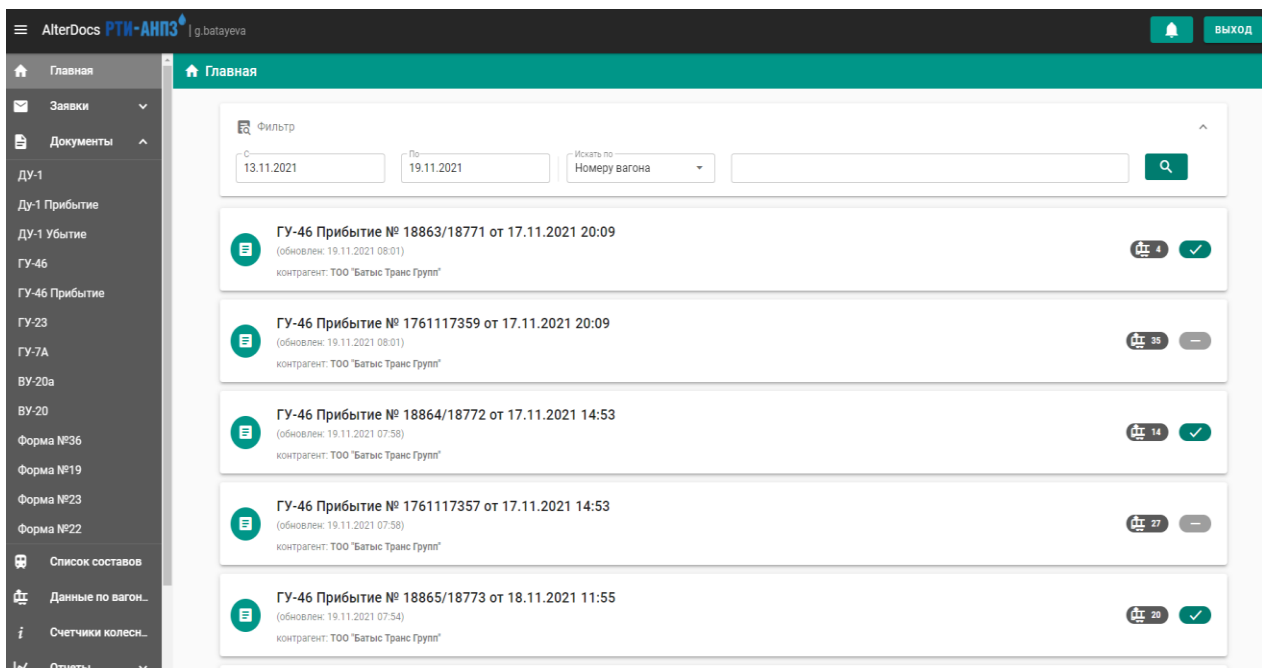 AlterDocs РТИ-АНПЗ | g.batayeva
ВЫХОД
Главная
Заявки
Документы
ДУ-1
Ду-1 Прибытие
ДУ-1 Убытие
ГУ-46
ГУ-46 Прибытие
ГУ-23
ГУ-7А
ВУ-20а
ВУ-20
Форма №36
Форма №19
Форма №23
Форма №22
Список составов
Данные по вагон...
Счетчики колесн...
Отчеты
Главная
Фильтр
С
13.11.2021
По
19.11.2021
Искать по
Номеру вагона
ГУ-46 Прибытие № 18863/18771 от 17.11.2021 20:09
(обновлен: 19.11.2021 08:01)
контрагент: ТОО "Батыс Транс Групп"
4
ГУ-46 Прибытие № 1761117359 от 17.11.2021 20:09
(обновлен: 19.11.2021 08:01)
контрагент: ТОО "Батыс Транс Групп"
35
ГУ-46 Прибытие № 18864/18772 от 17.11.2021 14:53
(обновлен: 19.11.2021 07:58)
контрагент: ТОО "Батыс Транс Групп"
14
ГУ-46 Прибытие № 1761117357 от 17.11.2021 14:53
(обновлен: 19.11.2021 07:58)
контрагент: ТОО "Батыс Транс Групп"
27
ГУ-46 Прибытие № 18865/18773 от 18.11.2021 11:55
(обновлен: 19.11.2021 07:54)
контрагент: ТОО "Батыс Транс Групп"
20